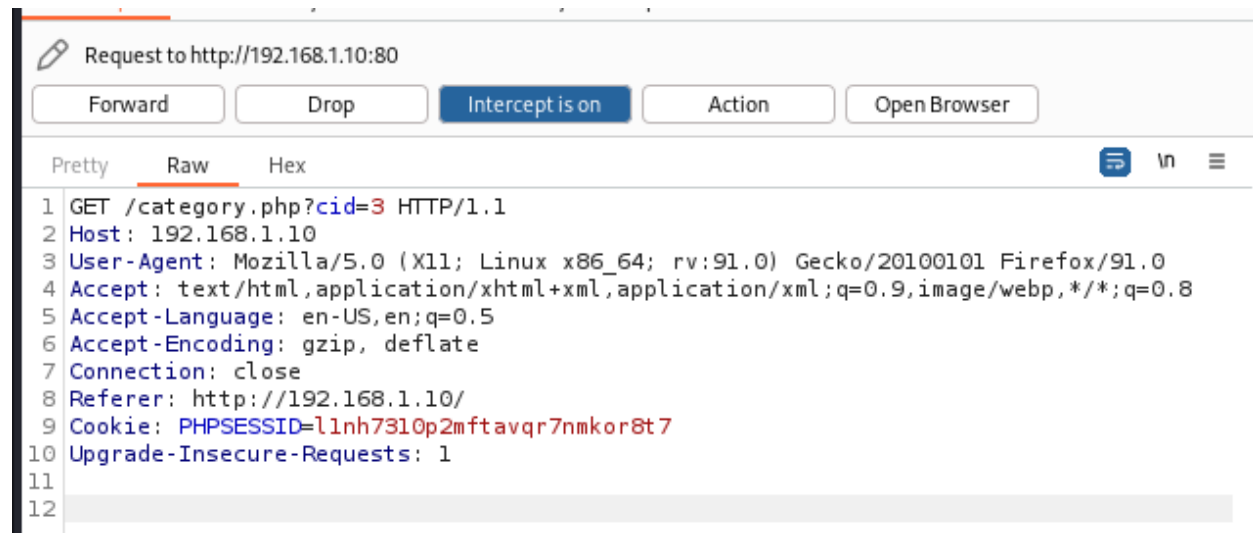 Request to http://192.168.1.10:80
Forward Drop Intercept is on Action Open Browser
Pretty Raw Hex \n
1 GET /category.php?cid=3 HTTP/1.1
2 Host: 192.168.1.10
3 User-Agent: Mozilla/5.0 (X11; Linux x86_64; rv:91.0) Gecko/20100101 Firefox/91.0
4 Accept: text/html,application/xhtml+xml,application/xml;q=0.9,image/webp,*/*;q=0.8
5 Accept-Language: en-US,en;q=0.5
6 Accept-Encoding: gzip, deflate
7 Connection: close
8 Referer: http://192.168.1.10/
9 Cookie: PHPSESSID=l1nh73l0p2mftavqr7nmkor8t7
10 Upgrade-Insecure-Requests: 1
11
12